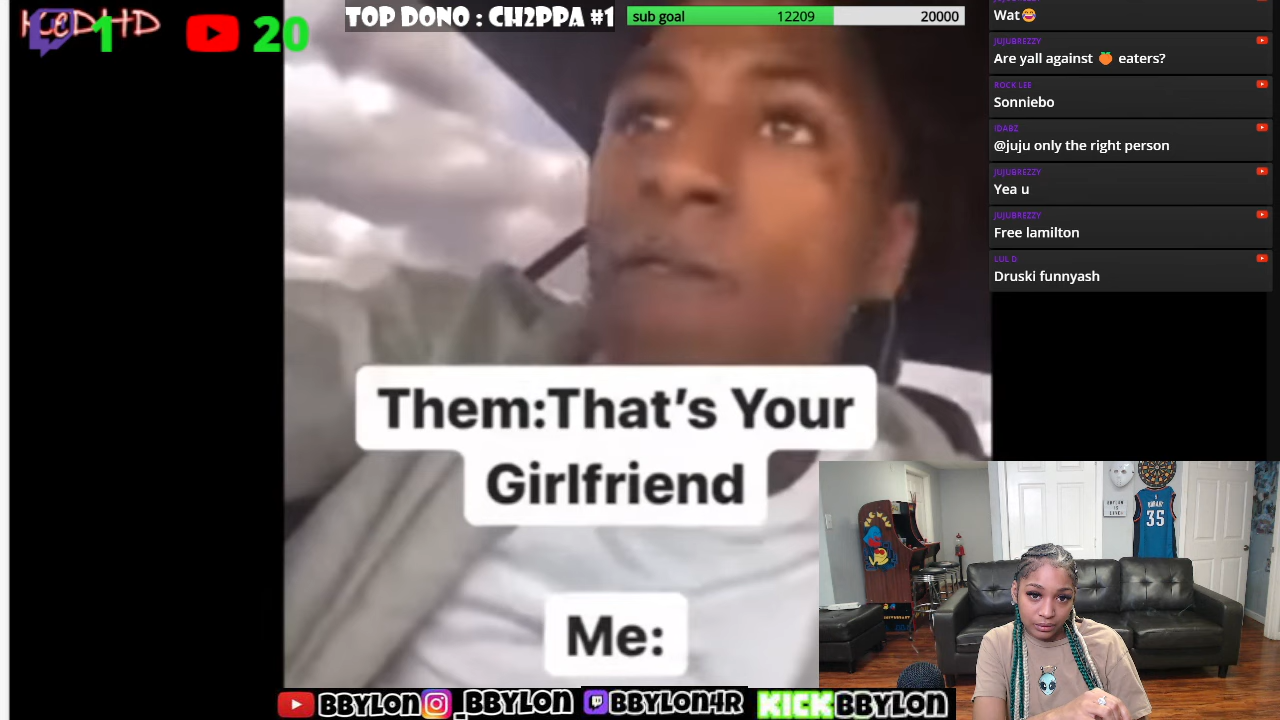 1
20
TOP DONO : CH2PPA #1
sub goal 12209 20000
Wat😂
JUJUBREZZY
Are yall against 🍑 eaters?
ROCK LEE
Sonniebo
IDABZ
@juju only the right person
JUJUBREZZY
Yea u
JUJUBREZZY
Free lamilton
LUL D
Druski funnyash
Them:That's Your
Girlfriend
Me:
35
BBYLON
_BBYLON
BBYLON4R
KICK BBYLON